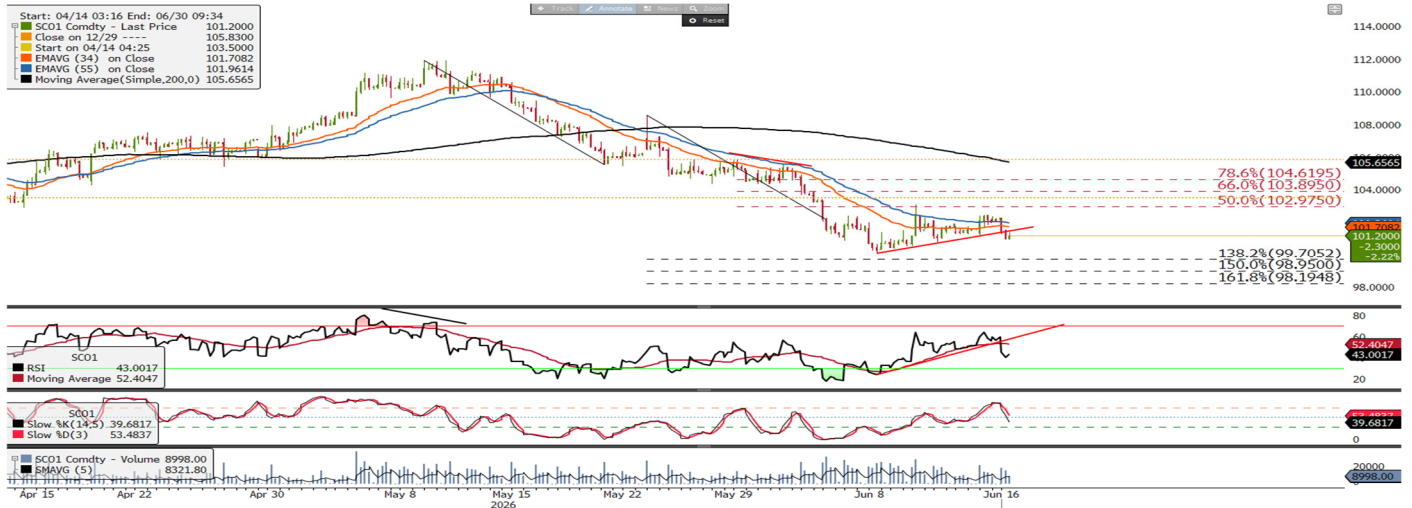 Start: 04/14 03:16 End: 06/30 09:34
SCO1 Comdty - Last Price 101.2000
Close on 12/29 ---- 105.8300
Start on 04/14 04:25 103.5000
EMAVG (34) on Close 101.7082
EMAVG (55) on Close 101.9614
Moving Average(Simple,200,0) 105.6565
Track Annotate News Zoom
Reset
114.0000
112.0000
110.0000
108.0000
105.6565
104.0000
101.7082
101.2000
-2.3000
-2.22%
98.0000
78.6%(104.6195)
66.0%(103.8950)
50.0%(102.9750)
138.2%(99.7052)
150.0%(98.9500)
161.8%(98.1948)
SCO1
RSI 43.0017
Moving Average 52.4047
80
60
52.4047
43.0017
20
SCO1
Slow %K(14,5) 39.6817
Slow %D(3) 53.4837
53.4837
39.6817
0
SCO1 Comdty - Volume 8998.00
SMAVG (5) 8321.80
20000
8998.00
Apr 15 Apr 22 Apr 30 May 8 May 15 May 22 May 29 Jun 8 Jun 16
2026